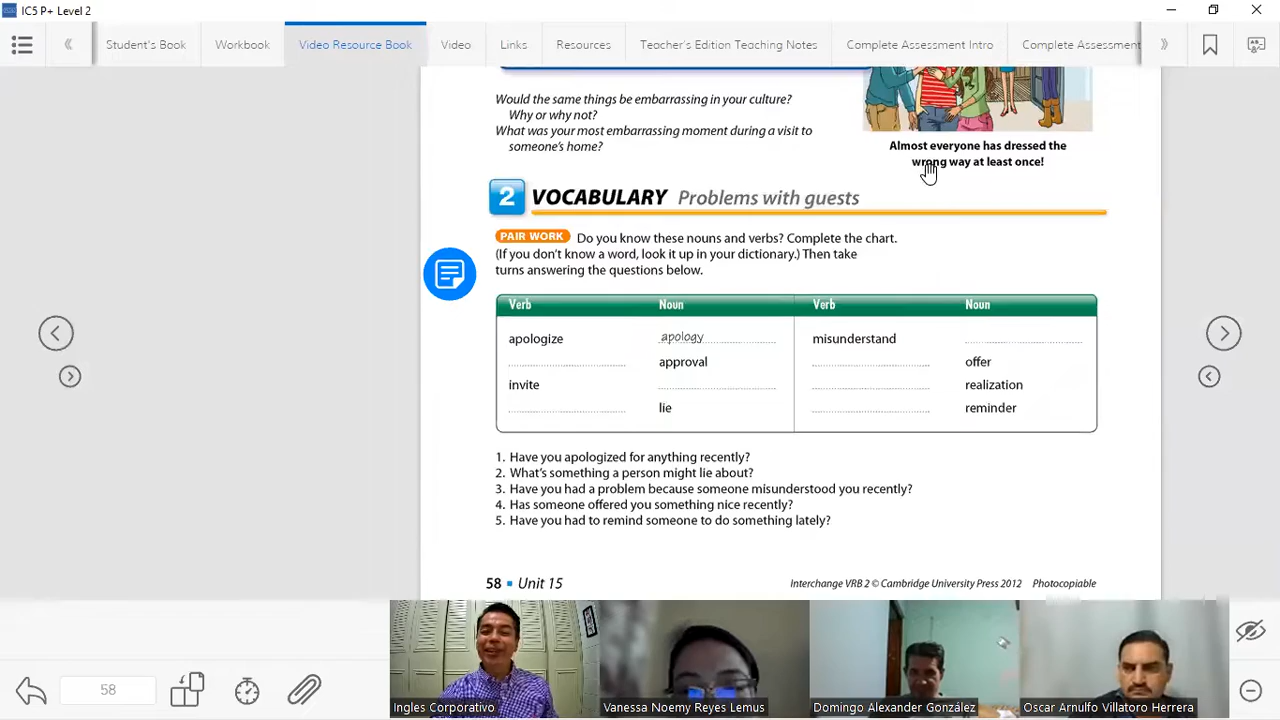 IC5 P+ Level 2
Student's Book Workbook Video Resource Book Video Links Resources Teacher's Edition Teaching Notes Complete Assessment Intro Complete Assessment
Would the same things be embarrassing in your culture?
Why or why not?
What was your most embarrassing moment during a visit to
someone's home?
Almost everyone has dressed the
wrong way at least once!
2 VOCABULARY Problems with guests
PAIR WORK Do you know these nouns and verbs? Complete the chart.
(If you don't know a word, look it up in your dictionary.) Then take
turns answering the questions below.
Verb Noun Verb Noun
apologize apology misunderstand
approval offer
invite realization
lie reminder
1. Have you apologized for anything recently?
2. What's something a person might lie about?
3. Have you had a problem because someone misunderstood you recently?
4. Has someone offered you something nice recently?
5. Have you had to remind someone to do something lately?
58 ■ Unit 15 Interchange VRB 2 © Cambridge University Press 2012 Photocopiable
58
Ingles Corporativo Vanessa Noemy Reyes Lemus Domingo Alexander González Oscar Arnulfo Villatoro Herrera